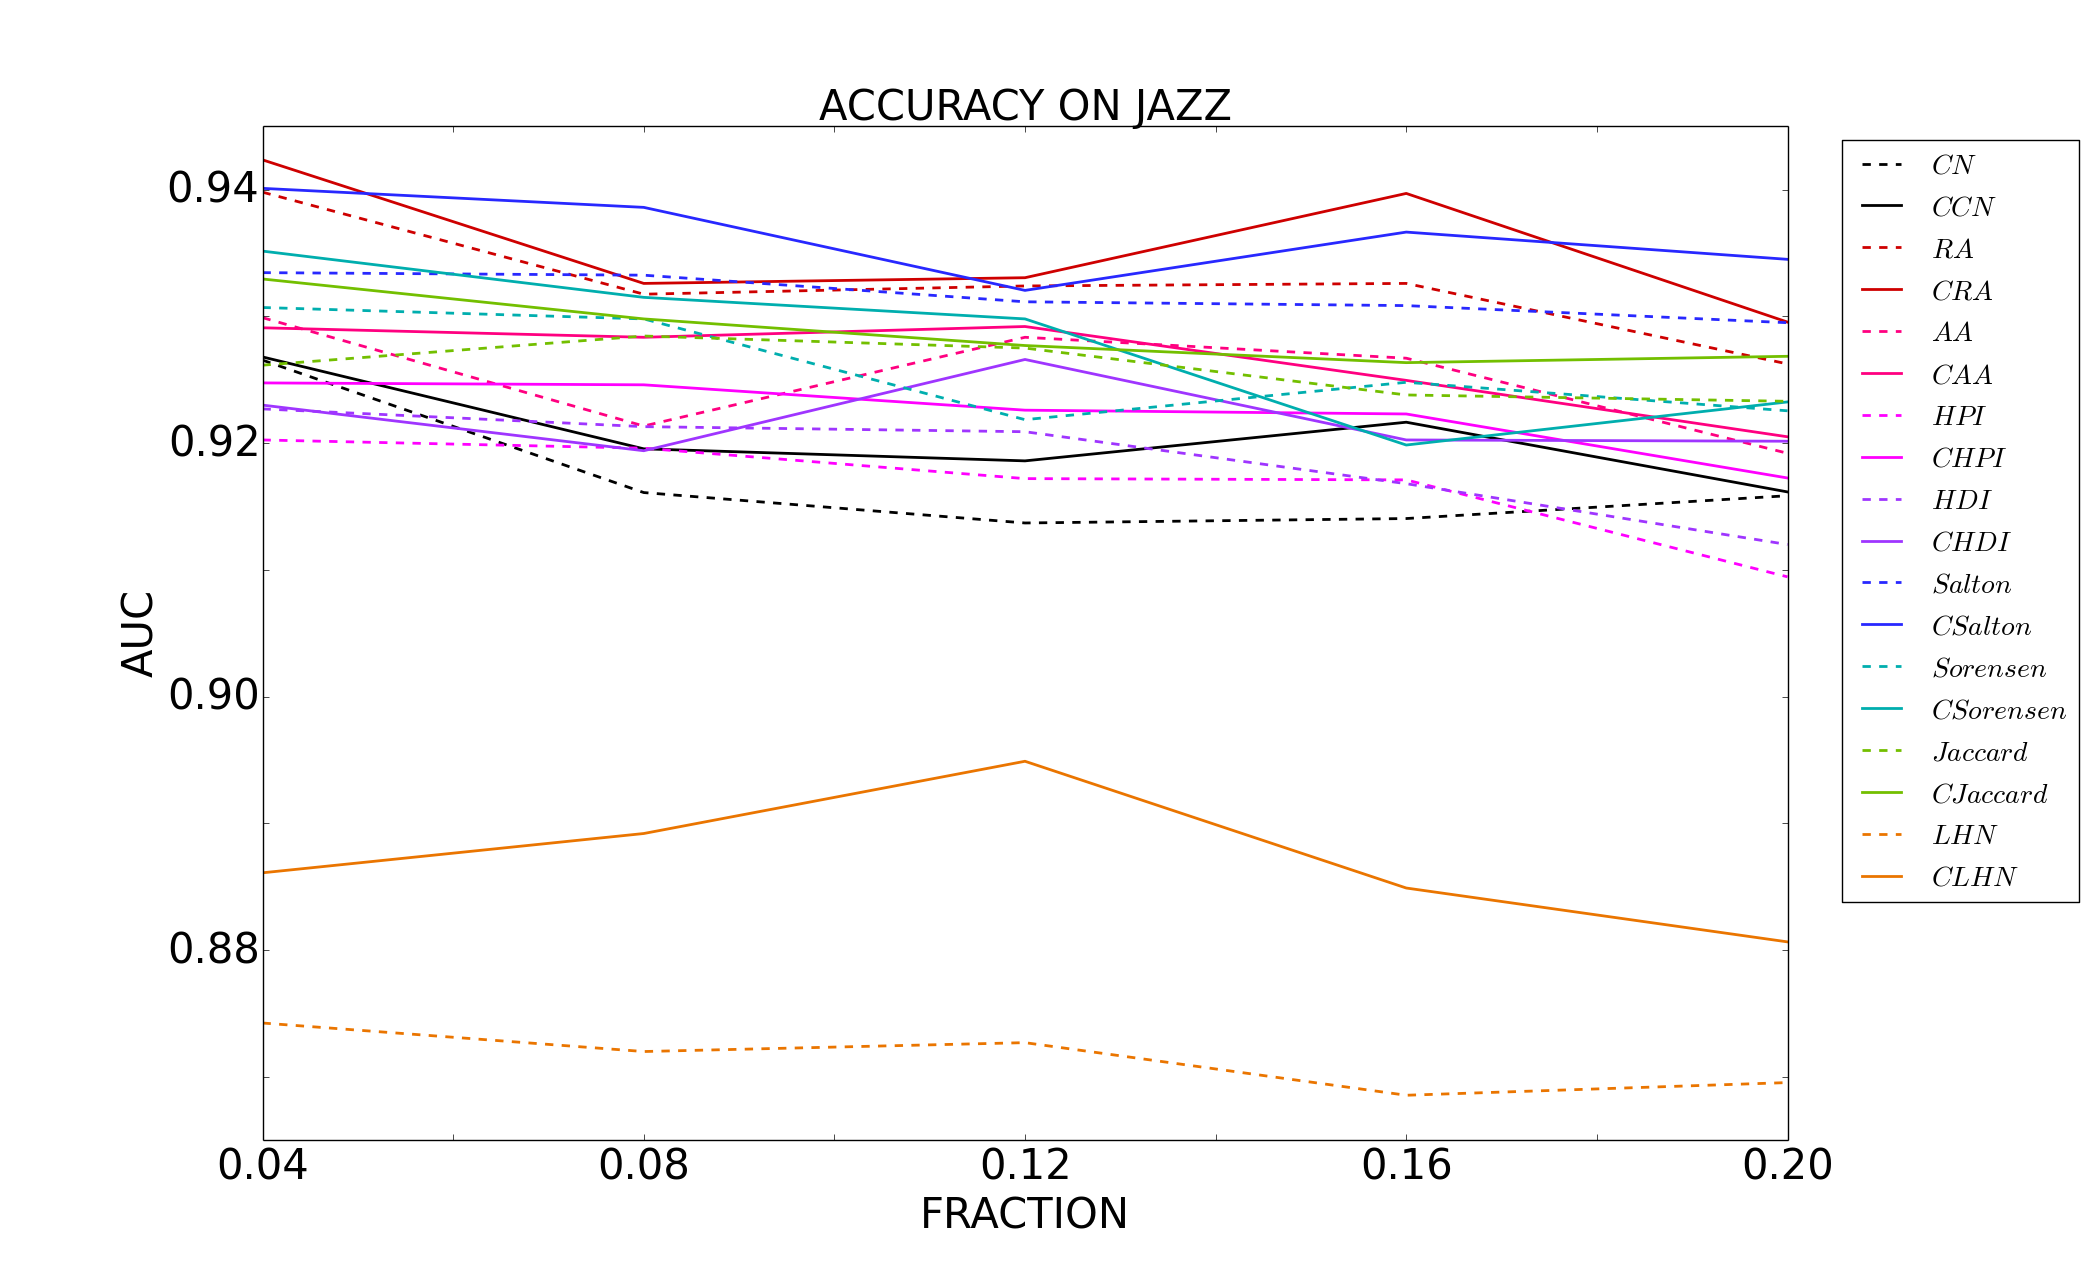 ACCURACY ON JAZZ
0.94
0.92
0.90
0.88
AUC
0.04 0.08 0.12 0.16 0.20
FRACTION
CN
CCN
RA
CRA
AA
CAA
HPI
CHPI
HDI
CHDI
Salton
CSalton
Sorensen
CSorensen
Jaccard
CJaccard
LHN
CLHN